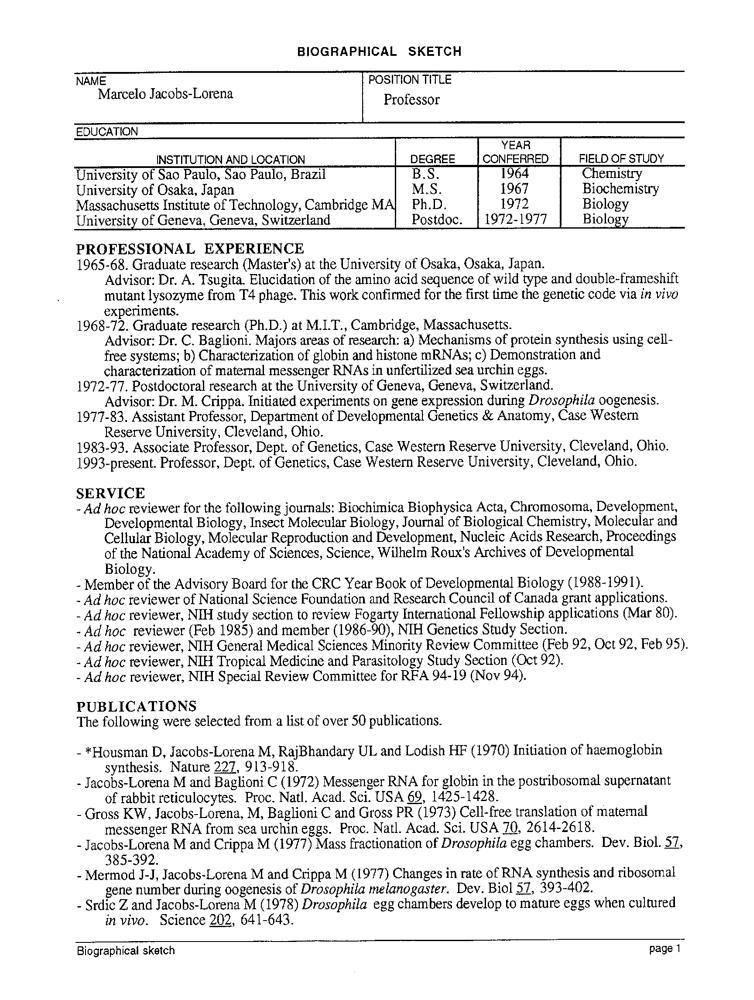 BIOGRAPHICAL SKETCH
NAME
Marcelo Jacobs-Lorena
POSITION TITLE
Professor
EDUCATION
INSTITUTION AND LOCATION DEGREE YEAR CONFERRED FIELD OF STUDY
University of Sao Paulo, Sao Paulo, Brazil B.S. 1964 Chemistry
University of Osaka, Japan M.S. 1967 Biochemistry
Massachusetts Institute of Technology, Cambridge MA Ph.D. 1972 Biology
University of Geneva, Geneva, Switzerland Postdoc. 1972-1977 Biology
PROFESSIONAL EXPERIENCE
1965-68. Graduate research (Master's) at the University of Osaka, Osaka, Japan.
Advisor: Dr. A. Tsugita. Elucidation of the amino acid sequence of wild type and double-frameshift
mutant lysozyme from T4 phage. This work confirmed for the first time the genetic code via in vivo
experiments.
1968-72. Graduate research (Ph.D.) at M.I.T., Cambridge, Massachusetts.
Advisor: Dr. C. Baglioni. Majors areas of research: a) Mechanisms of protein synthesis using cell-
free systems; b) Characterization of globin and histone mRNAs; c) Demonstration and
characterization of maternal messenger RNAs in unfertilized sea urchin eggs.
1972-77. Postdoctoral research at the University of Geneva, Geneva, Switzerland.
Advisor: Dr. M. Crippa. Initiated experiments on gene expression during Drosophila oogenesis.
1977-83. Assistant Professor, Department of Developmental Genetics & Anatomy, Case Western
Reserve University, Cleveland, Ohio.
1983-93. Associate Professor, Dept. of Genetics, Case Western Reserve University, Cleveland, Ohio.
1993-present. Professor, Dept. of Genetics, Case Western Reserve University, Cleveland, Ohio.
SERVICE
- Ad hoc reviewer for the following journals: Biochimica Biophysica Acta, Chromosoma, Development,
Developmental Biology, Insect Molecular Biology, Journal of Biological Chemistry, Molecular and
Cellular Biology, Molecular Reproduction and Development, Nucleic Acids Research, Proceedings
of the National Academy of Sciences, Science, Wilhelm Roux's Archives of Developmental
Biology.
- Member of the Advisory Board for the CRC Year Book of Developmental Biology (1988-1991).
- Ad hoc reviewer of National Science Foundation and Research Council of Canada grant applications.
- Ad hoc reviewer, NIH study section to review Fogarty International Fellowship applications (Mar 80).
- Ad hoc reviewer (Feb 1985) and member (1986-90), NIH Genetics Study Section.
- Ad hoc reviewer, NIH General Medical Sciences Minority Review Committee (Feb 92, Oct 92, Feb 95).
- Ad hoc reviewer, NIH Tropical Medicine and Parasitology Study Section (Oct 92).
- Ad hoc reviewer, NIH Special Review Committee for RFA 94-19 (Nov 94).
PUBLICATIONS
The following were selected from a list of over 50 publications.
- *Housman D, Jacobs-Lorena M, RajBhandary UL and Lodish HF (1970) Initiation of haemoglobin
synthesis. Nature 227, 913-918.
- Jacobs-Lorena M and Baglioni C (1972) Messenger RNA for globin in the postribosomal supernatant
of rabbit reticulocytes. Proc. Natl. Acad. Sci. USA 69, 1425-1428.
- Gross KW, Jacobs-Lorena, M, Baglioni C and Gross PR (1973) Cell-free translation of maternal
messenger RNA from sea urchin eggs. Proc. Natl. Acad. Sci. USA 70, 2614-2618.
- Jacobs-Lorena M and Crippa M (1977) Mass fractionation of Drosophila egg chambers. Dev. Biol. 57,
385-392.
- Mermod J-J, Jacobs-Lorena M and Crippa M (1977) Changes in rate of RNA synthesis and ribosomal
gene number during oogenesis of Drosophila melanogaster. Dev. Biol 57, 393-402.
- Srdic Z and Jacobs-Lorena M (1978) Drosophila egg chambers develop to mature eggs when cultured
in vivo. Science 202, 641-643.
Biographical sketch page 1